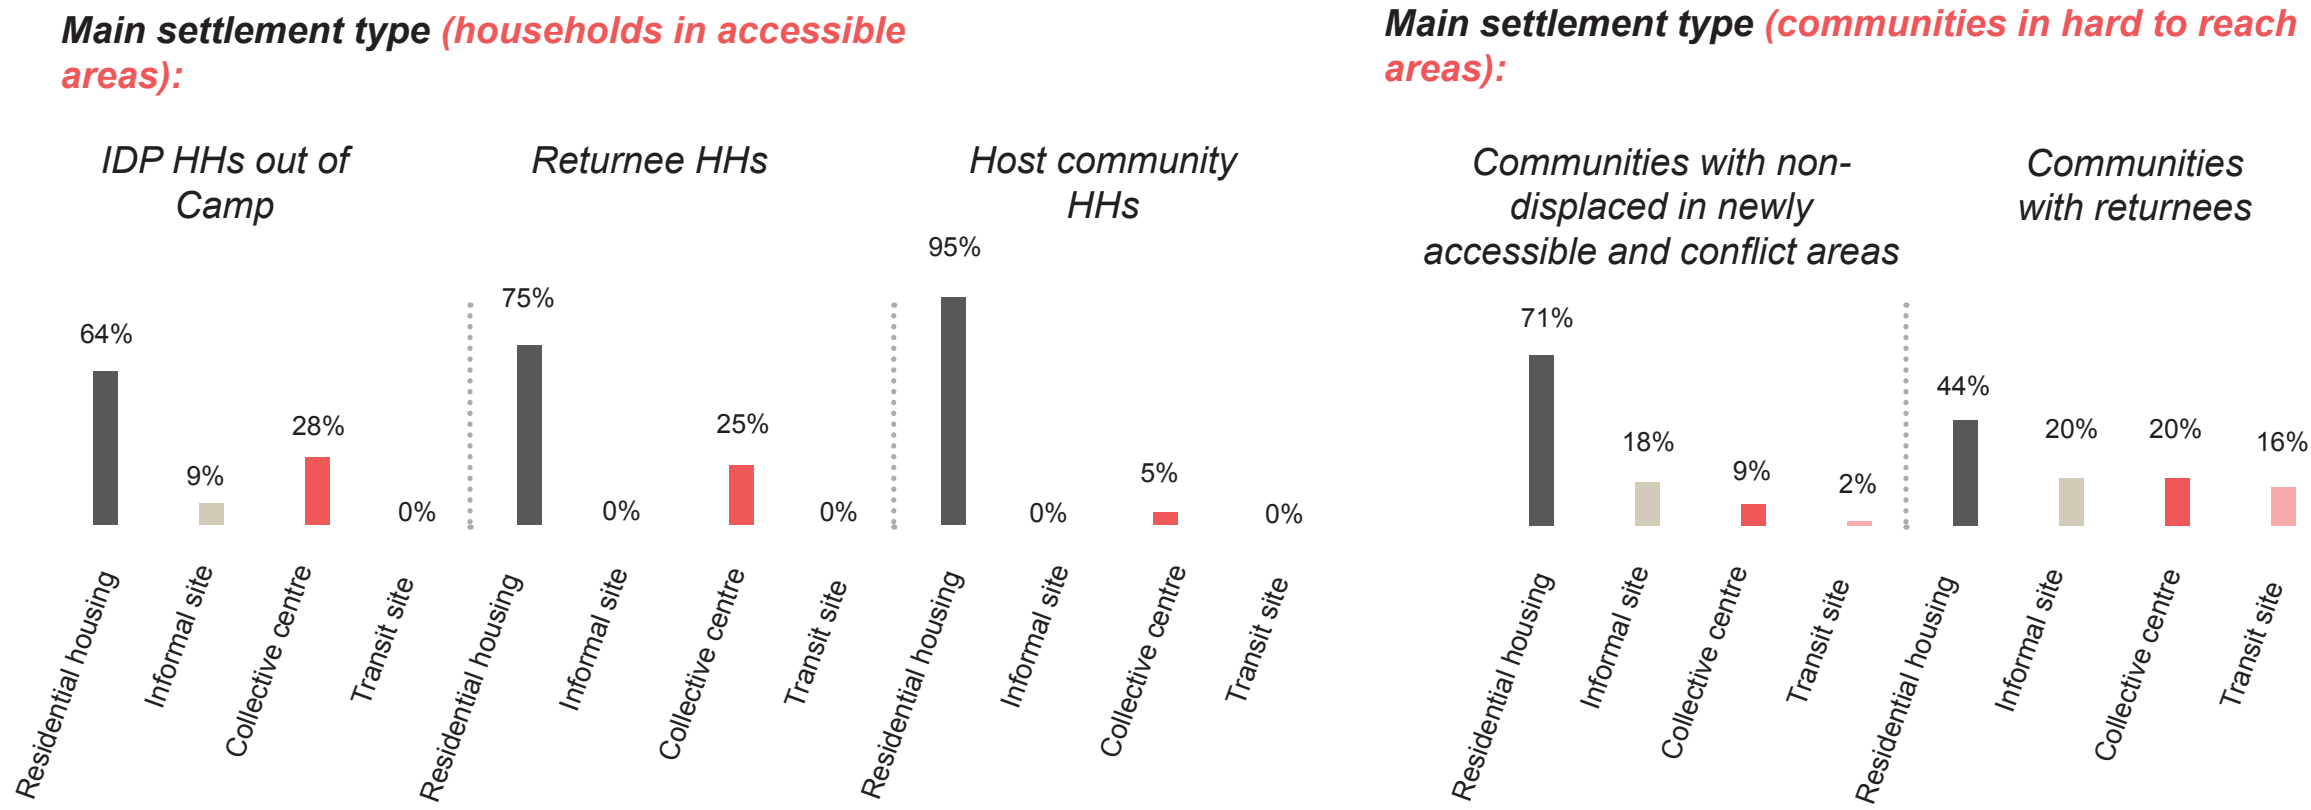 Main settlement type (households in accessible
areas):
IDP HHs out of
Camp
64%
9%
28%
0%
Residential housing
Informal site
Collective centre
Transit site
Returnee HHs
75%
0%
25%
0%
Residential housing
Informal site
Collective centre
Transit site
Host community
HHs
95%
0%
5%
0%
Residential housing
Informal site
Collective centre
Transit site
Main settlement type (communities in hard to reach
areas):
Communities with non-
displaced in newly
accessible and conflict areas
71%
18%
9%
2%
Residential housing
Informal site
Collective centre
Transit site
Communities
with returnees
44%
20%
20%
16%
Residential housing
Informal site
Collective centre
Transit site